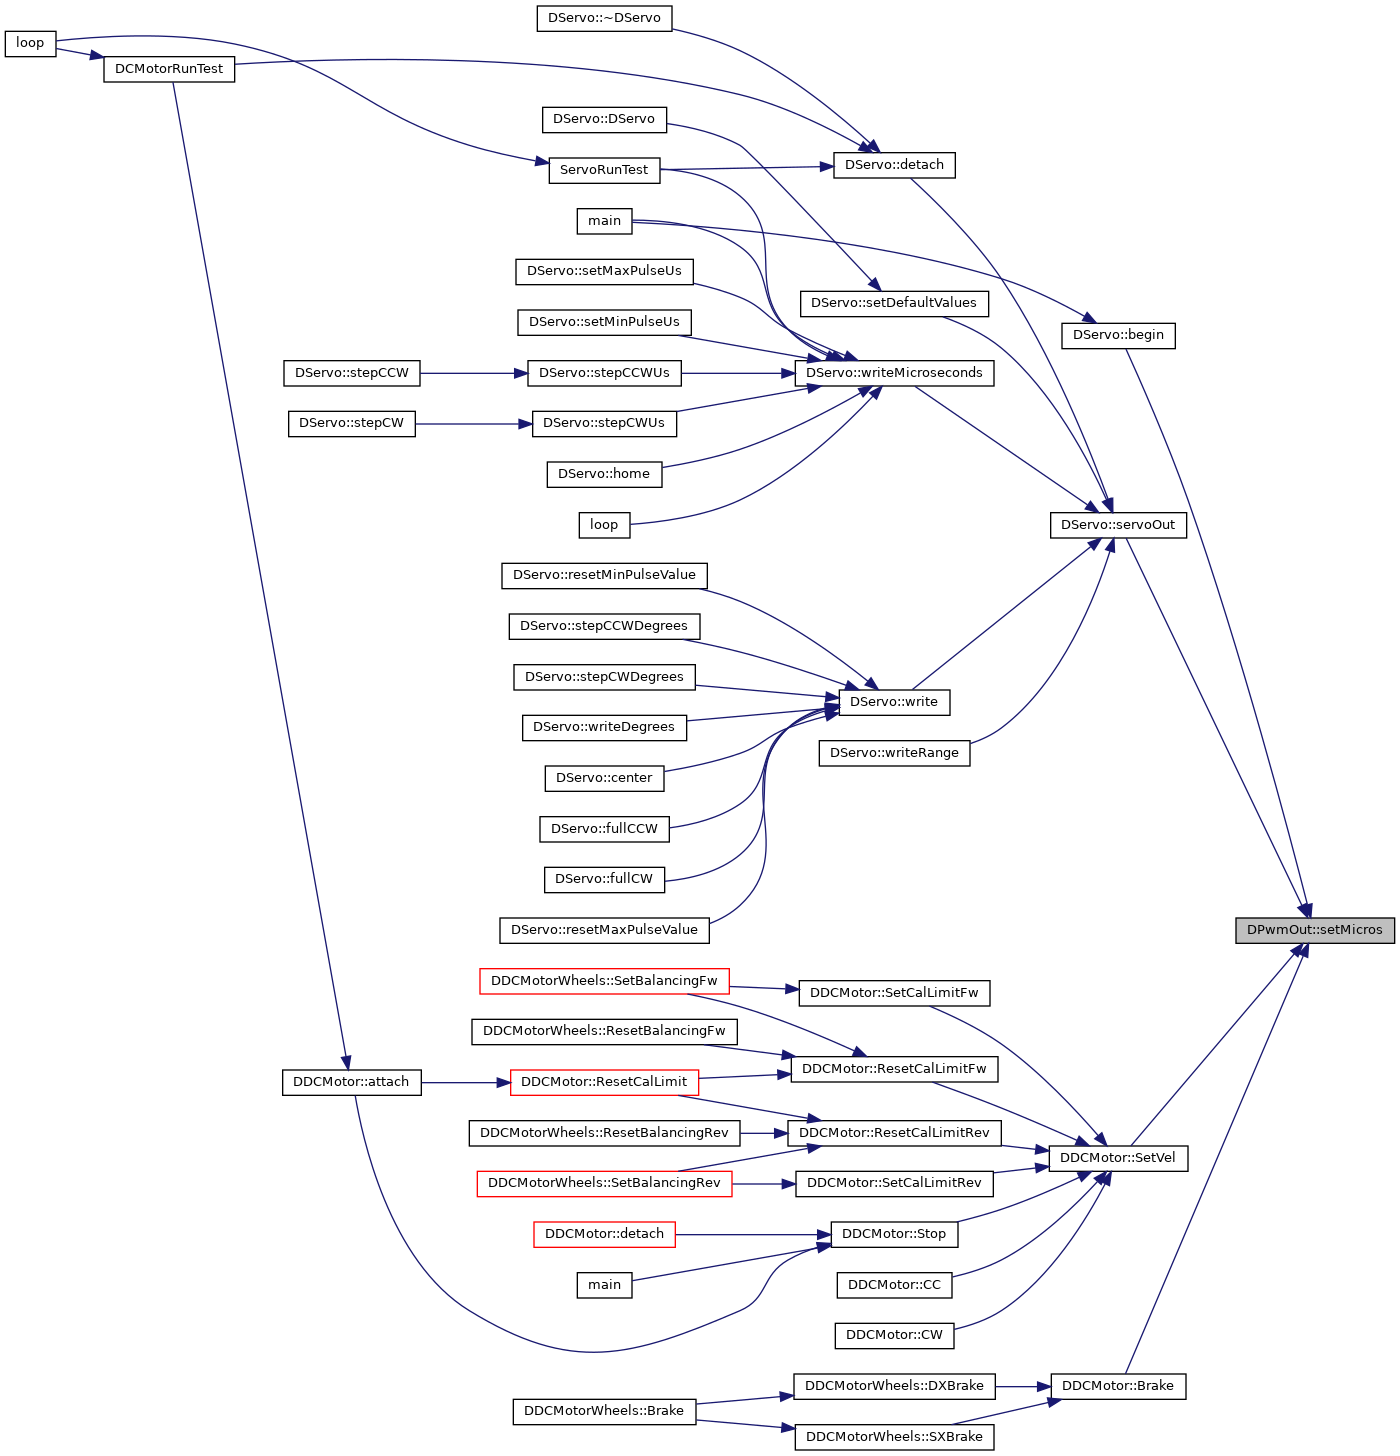 DServo::~DServo
loop
DCMotorRunTest
DServo::DServo
DServo::detach
ServoRunTest
main
DServo::setMaxPulseUs
DServo::setDefaultValues
DServo::setMinPulseUs
DServo::begin
DServo::stepCCW
DServo::stepCCWUs
DServo::writeMicroseconds
DServo::stepCW
DServo::stepCWUs
DServo::home
loop
DServo::servoOut
DServo::resetMinPulseValue
DServo::stepCCWDegrees
DServo::stepCWDegrees
DServo::write
DServo::writeDegrees
DServo::writeRange
DServo::center
DServo::fullCCW
DServo::fullCW
DServo::resetMaxPulseValue
DPwmOut::setMicros
DDCMotorWheels::SetBalancingFw
DDCMotor::SetCalLimitFw
DDCMotorWheels::ResetBalancingFw
DDCMotor::ResetCalLimitFw
DDCMotor::attach
DDCMotor::ResetCalLimit
DDCMotorWheels::ResetBalancingRev
DDCMotor::ResetCalLimitRev
DDCMotor::SetVel
DDCMotorWheels::SetBalancingRev
DDCMotor::SetCalLimitRev
DDCMotor::detach
DDCMotor::Stop
main
DDCMotor::CC
DDCMotor::CW
DDCMotorWheels::DXBrake
DDCMotor::Brake
DDCMotorWheels::Brake
DDCMotorWheels::SXBrake